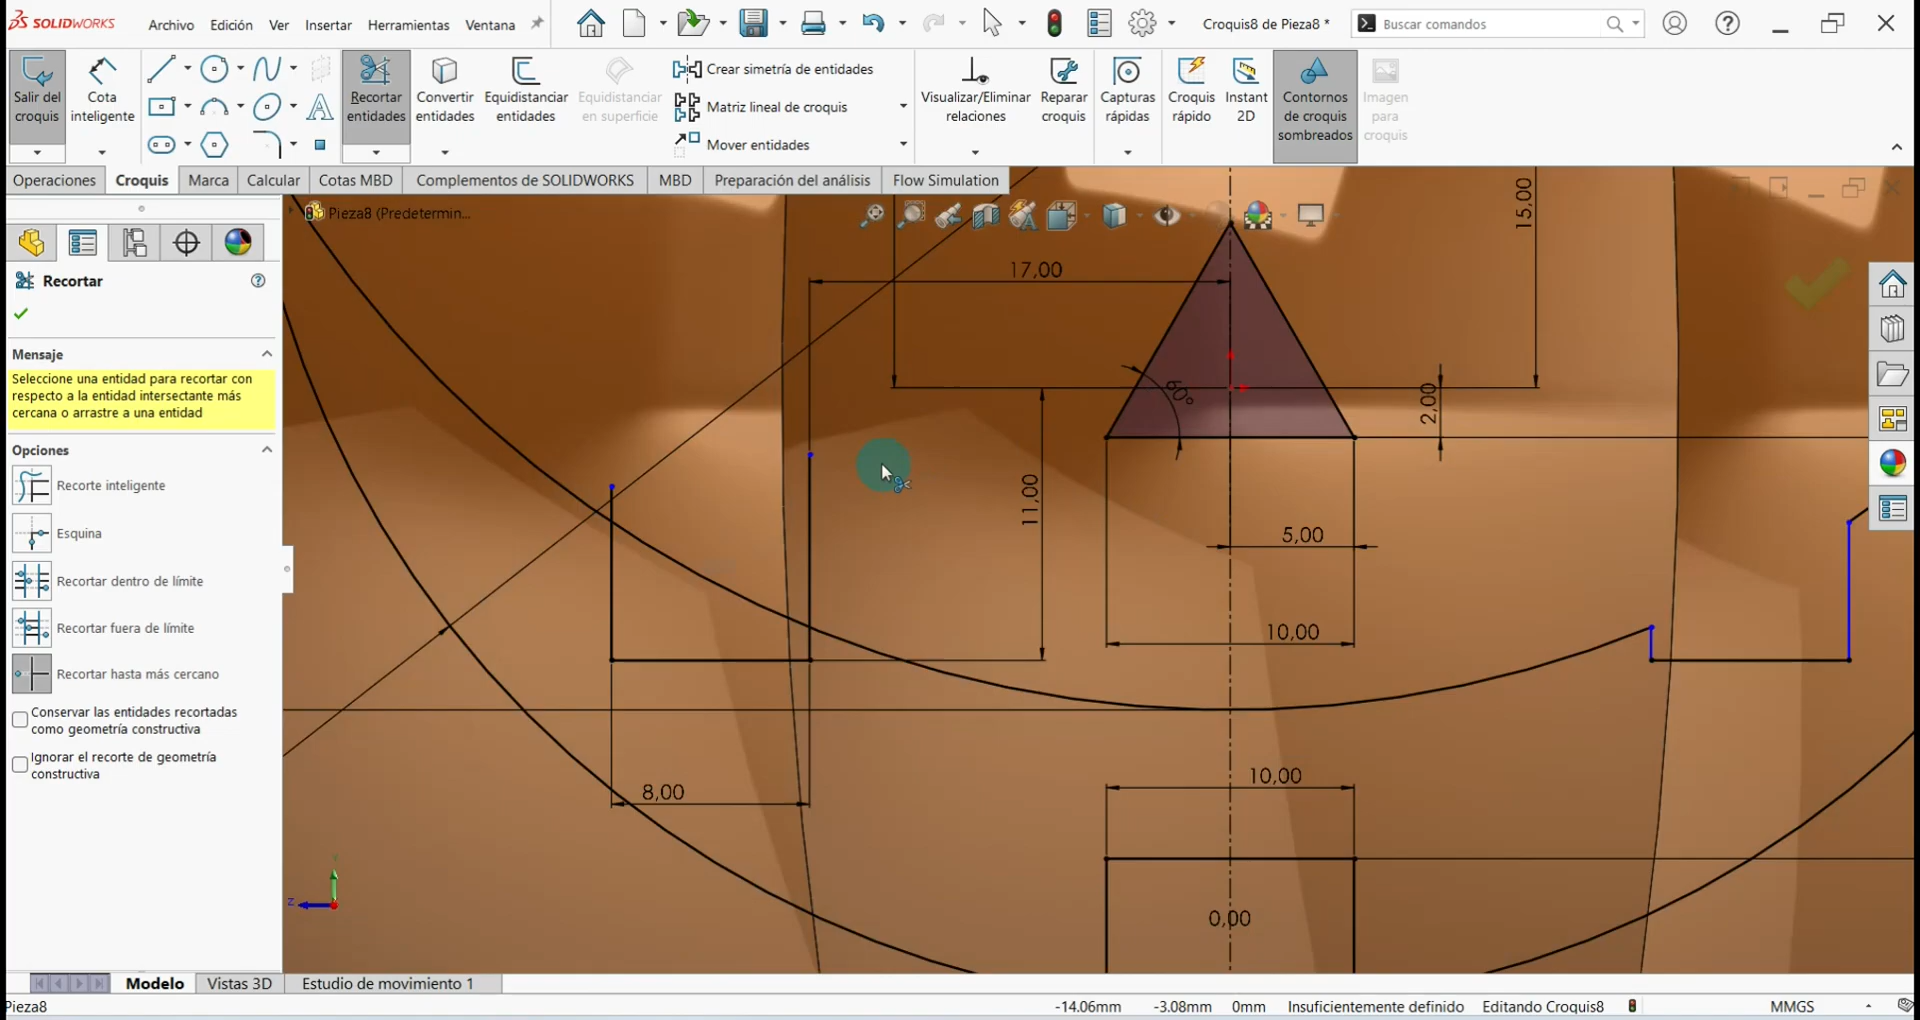 SOLIDWORKS
Archivo Edición Ver Insertar Herramientas Ventana
Croquis8 de Pieza8 *
Buscar comandos
Salir del croquis
Cota inteligente
Recortar entidades
Convertir entidades
Equidistanciar entidades
Equidistanciar en superficie
Crear simetría de entidades
Matriz lineal de croquis
Mover entidades
Visualizar/Eliminar relaciones
Reparar croquis
Capturas rápidas
Croquis rápido
Instant 2D
Contornos de croquis sombreados
Imagen para croquis
Operaciones Croquis Marca Calcular Cotas MBD Complementos de SOLIDWORKS MBD Preparación del análisis Flow Simulation
Pieza8 (Predetermin...
Recortar
Mensaje
Seleccione una entidad para recortar con
respecto a la entidad intersectante más
cercana o arrastre a una entidad
Opciones
Recorte inteligente
Esquina
Recortar dentro de límite
Recortar fuera de límite
Recortar hasta más cercano
Conservar las entidades recortadas
como geometría constructiva
Ignorar el recorte de geometría
constructiva
15,00
17,00
60°
2,00
11,00
5,00
10,00
10,00
8,00
0,00
Y
Z
Modelo Vistas 3D Estudio de movimiento 1
Pieza8
-14.06mm -3.08mm 0mm Insuficientemente definido Editando Croquis8 MMGS